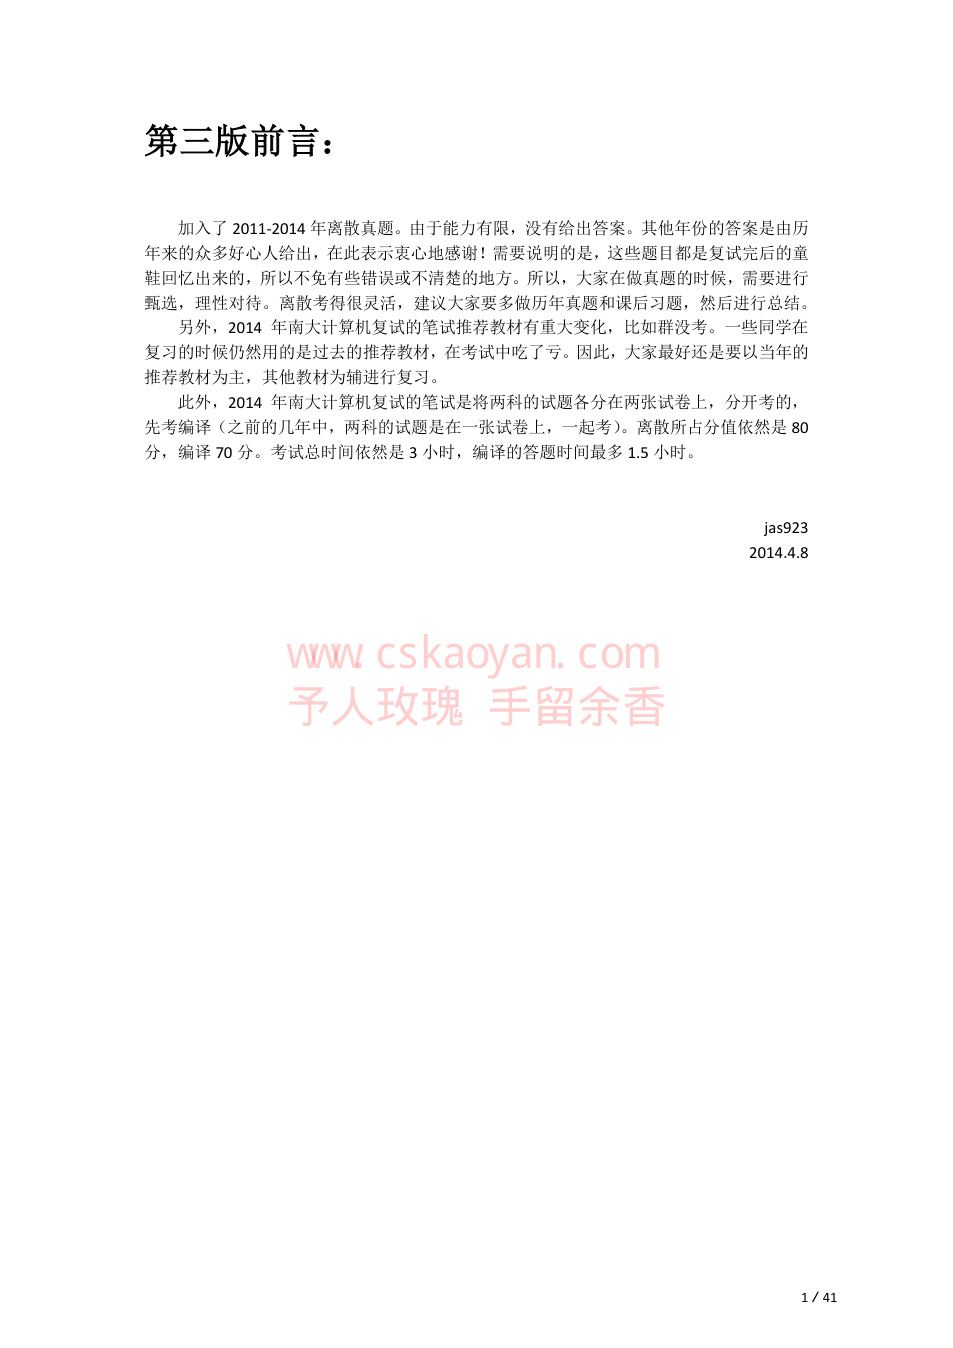 第三版前言：
加入了 2011-2014 年离散真题。由于能力有限，没有给出答案。其他年份的答案是由历
年来的众多好心人给出，在此表示衷心地感谢！需要说明的是，这些题目都是复试完后的童
鞋回忆出来的，所以不免有些错误或不清楚的地方。所以，大家在做真题的时候，需要进行
甄选，理性对待。离散考得很灵活，建议大家要多做历年真题和课后习题，然后进行总结。
另外，2014 年南大计算机复试的笔试推荐教材有重大变化，比如群没考。一些同学在
复习的时候仍然用的是过去的推荐教材，在考试中吃了亏。因此，大家最好还是要以当年的
推荐教材为主，其他教材为辅进行复习。
此外，2014 年南大计算机复试的笔试是将两科的试题各分在两张试卷上，分开考的，
先考编译（之前的几年中，两科的试题是在一张试卷上，一起考）。离散所占分值依然是 80
分，编译 70 分。考试总时间依然是 3 小时，编译的答题时间最多 1.5 小时。
jas923
2014.4.8
www.cskaoyan.com
予人玫瑰 手留余香
1 / 41